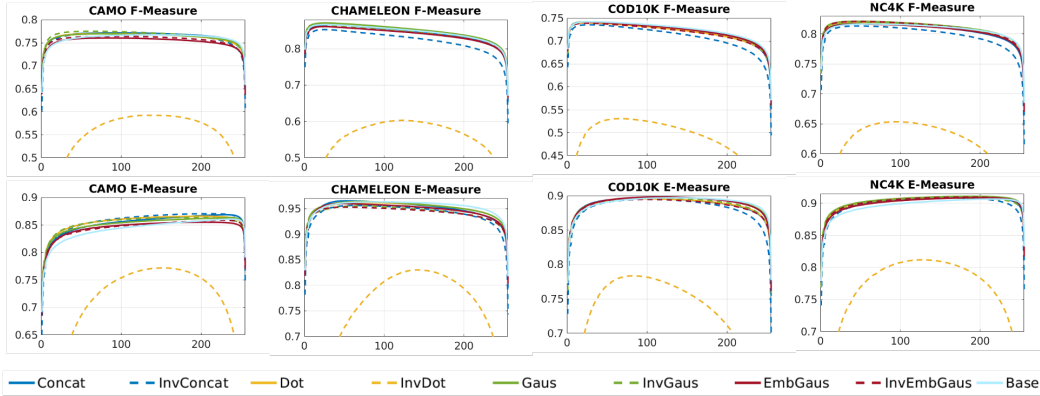 CAMO F-Measure
0.8
0.75
0.7
0.65
0.6
0.55
0.5
0 100 200
CHAMELEON F-Measure
0.8
0.7
0.6
0.5
0 100 200
COD10K F-Measure
0.75
0.7
0.65
0.6
0.55
0.5
0.45
0 100 200
NC4K F-Measure
0.8
0.75
0.7
0.65
0.6
0 100 200
CAMO E-Measure
0.9
0.85
0.8
0.75
0.7
0.65
0 100 200
CHAMELEON E-Measure
0.95
0.9
0.85
0.8
0.75
0.7
0 100 200
COD10K E-Measure
0.9
0.85
0.8
0.75
0.7
0 100 200
NC4K E-Measure
0.9
0.85
0.8
0.75
0.7
0 100 200
Concat InvConcat Dot InvDot Gaus InvGaus EmbGaus InvEmbGaus Base